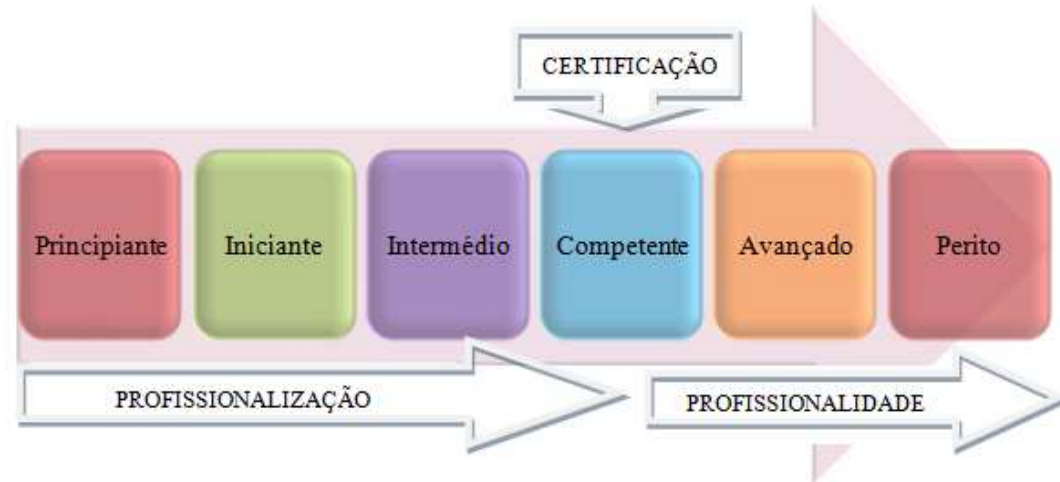 CERTIFICAÇÃO
Principiante
Iniciante
Intermédio
Competente
Avançado
Perito
PROFISSIONALIZAÇÃO
PROFISSIONALIDADE